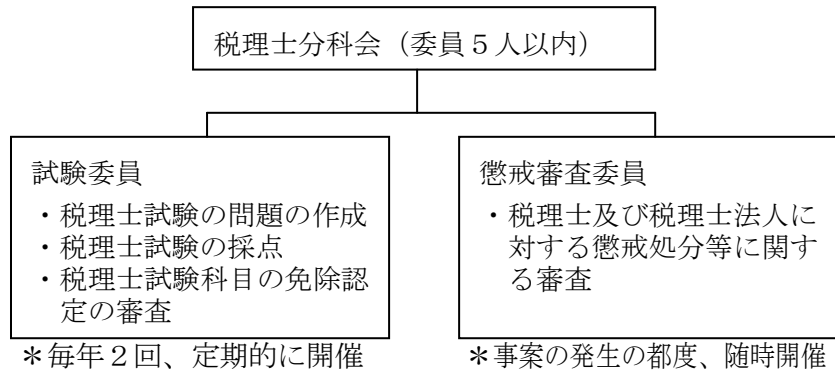 税理士分科会（委員５人以内）
試験委員
・税理士試験の問題の作成
・税理士試験の採点
・税理士試験科目の免除認
定の審査
＊毎年２回、定期的に開催
懲戒審査委員
・税理士及び税理士法人に
対する懲戒処分等に関す
る審査
＊事案の発生の都度、随時開催